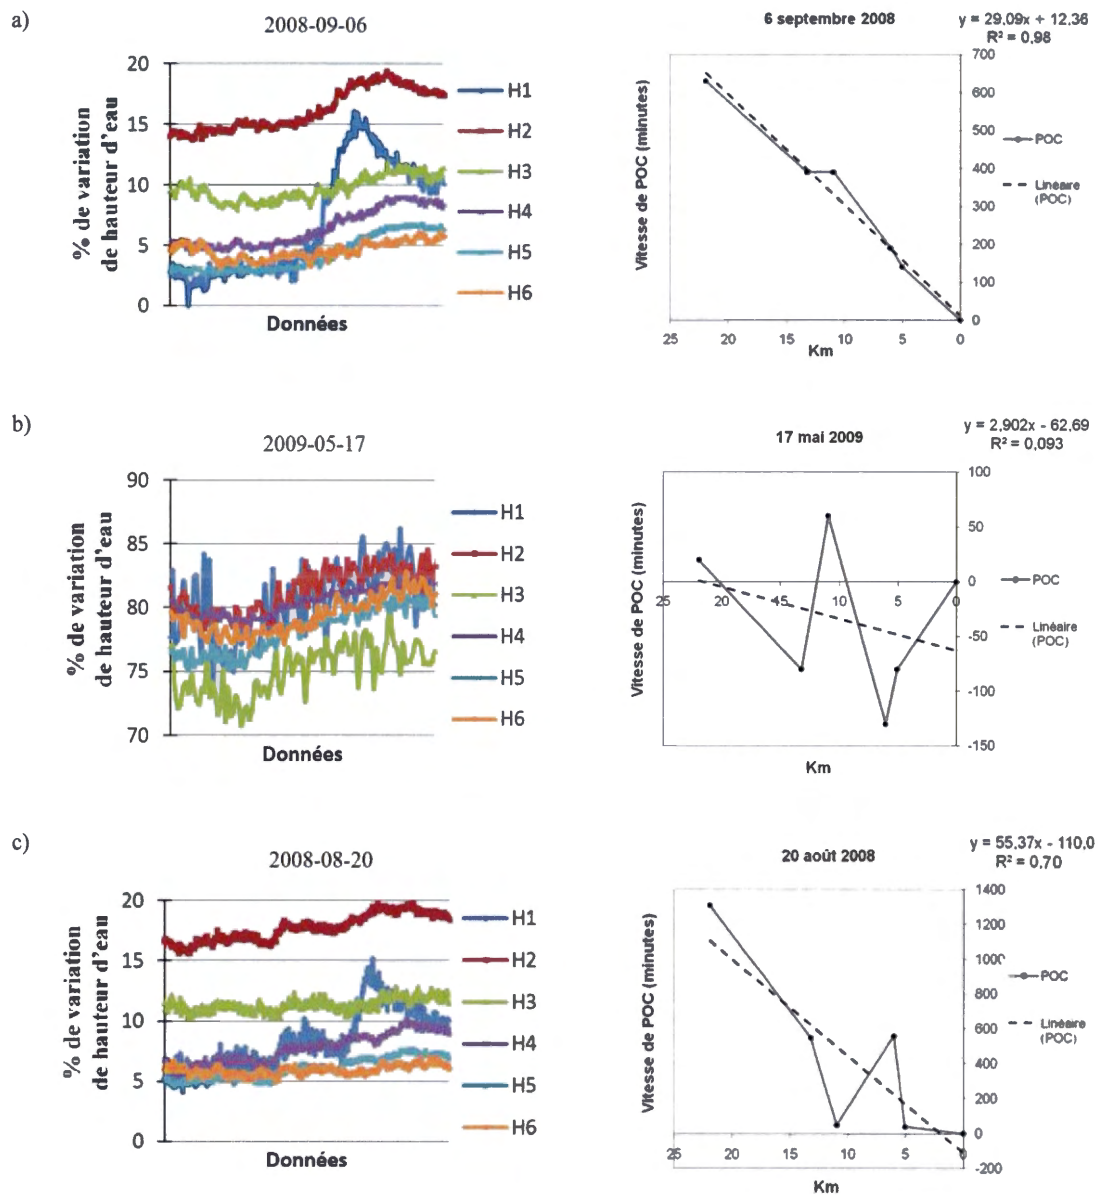 a)
2008-09-06
% de variation
de hauteur d'eau
20
15
10
5
0
Données
H1
H2
H3
H4
H5
H6
6 septembre 2008
y = 29,09x + 12,36
R² = 0,98
Vitesse de POC (minutes)
700
600
500
400
300
200
100
0
25
20
15
10
5
0
Km
POC
Linéaire
(POC)
b)
2009-05-17
% de variation
de hauteur d'eau
90
85
80
75
70
Données
H1
H2
H3
H4
H5
H6
17 mai 2009
y = 2,902x - 62,69
R² = 0,093
Vitesse de POC (minutes)
100
50
0
-50
-100
-150
25
20
15
10
5
0
Km
POC
Linéaire
(POC)
c)
2008-08-20
% de variation
de hauteur d'eau
20
15
10
5
0
Données
H1
H2
H3
H4
H5
H6
20 août 2008
y = 55,37x - 110,0
R² = 0,70
Vitesse de POC (minutes)
1400
1200
800
600
400
200
0
-200
25
20
15
10
5
0
Km
POC
Linéaire
(POC)